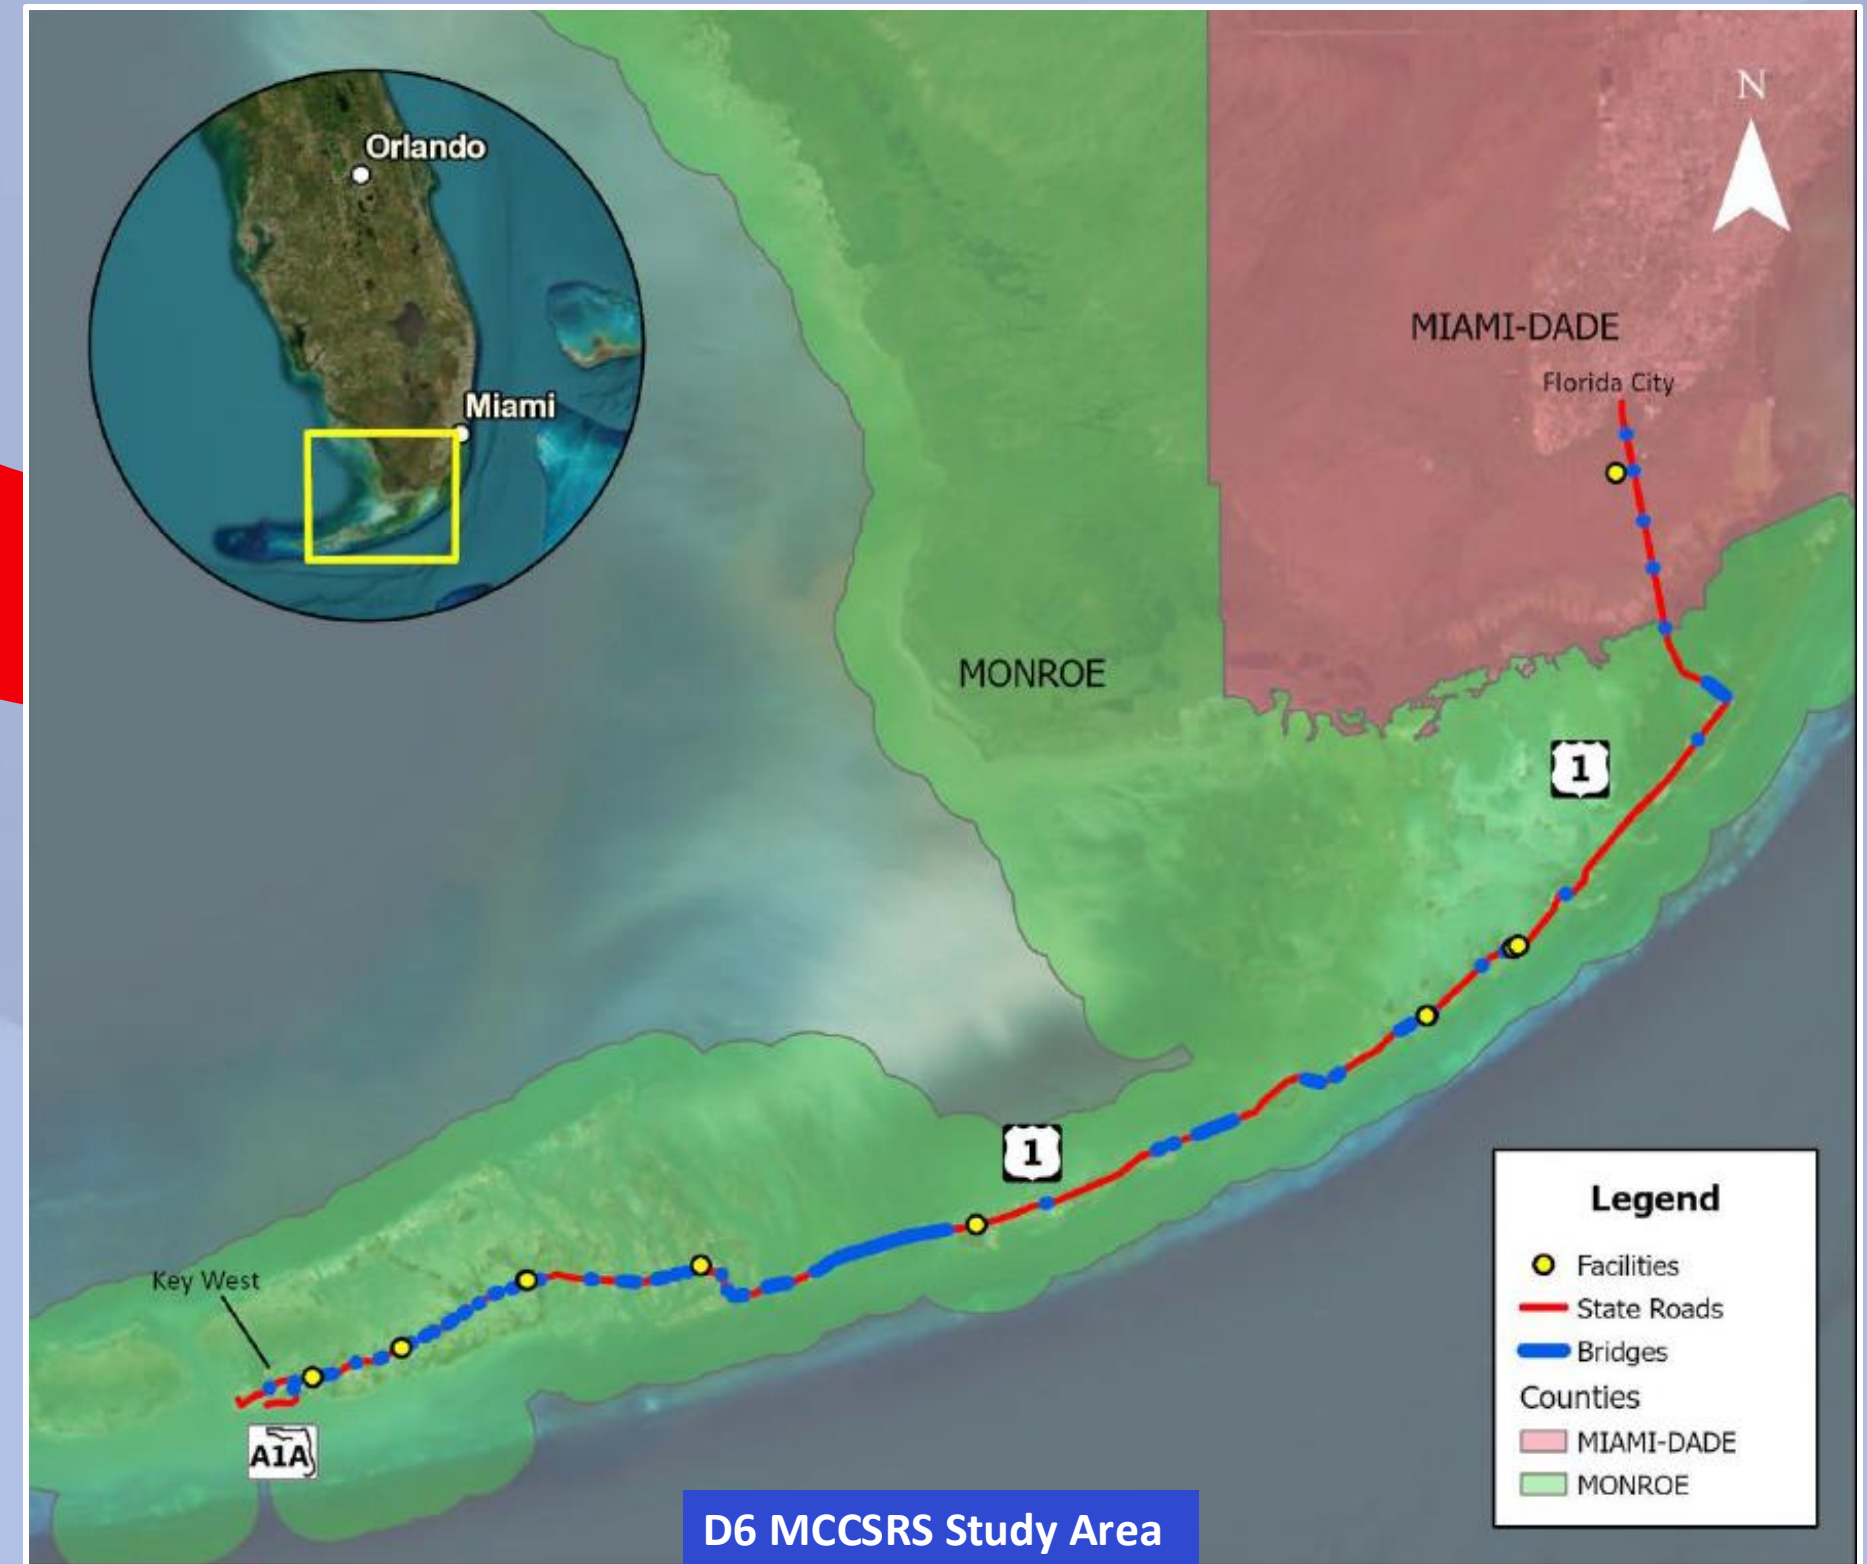 N
Orlando
Miami
MIAMI-DADE
Florida City
MONROE
1
1
Key West
A1A
Legend
Facilities
State Roads
Bridges
Counties
MIAMI-DADE
MONROE
D6 MCCSRS Study Area